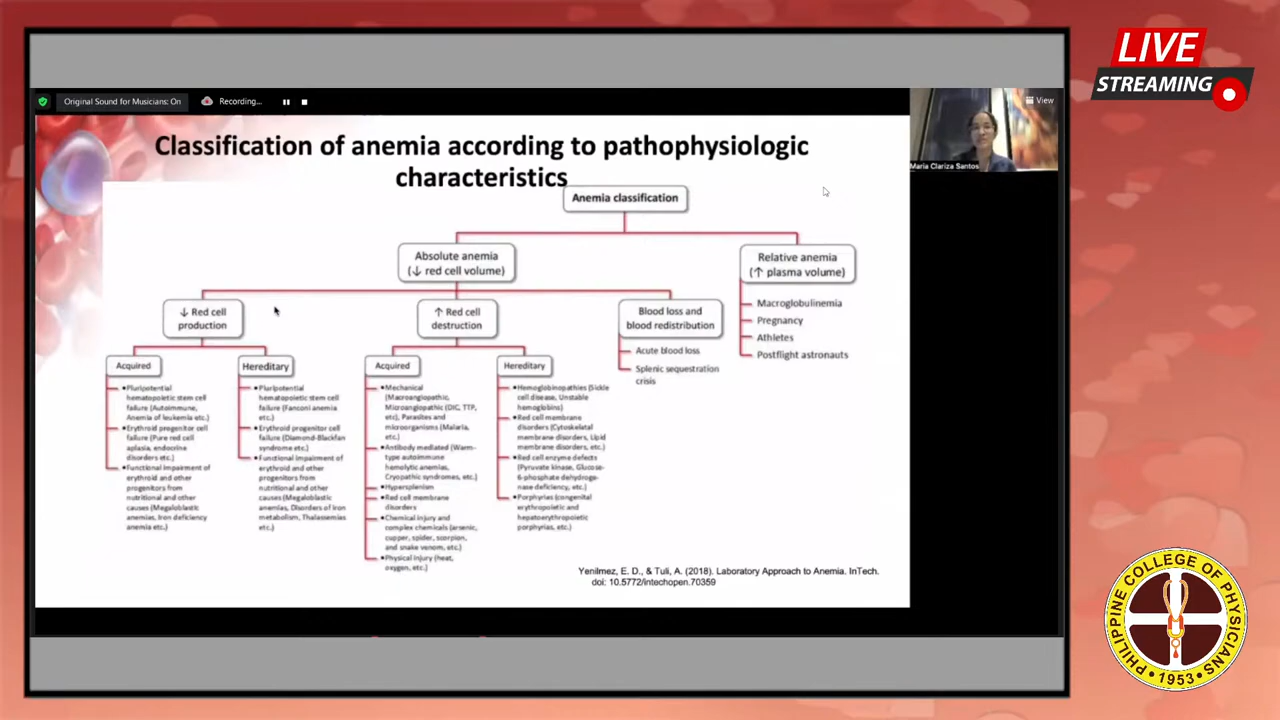 LIVE
STREAMING
Original Sound for Musicians: On
Recording...
View
Maria Clariza Santos
Classification of anemia according to pathophysiologic
characteristics
Anemia classification
Absolute anemia
(↓ red cell volume)
Relative anemia
(↑ plasma volume)
Macroglobulinemia
Pregnancy
Athletes
Postflight astronauts
↓ Red cell
production
↑ Red cell
destruction
Blood loss and
blood redistribution
Acute blood loss
Splenic sequestration
crisis
Acquired
•Pluripotential
hematopoietic stem cell
failure (Autoimmune,
Anemia of leukemia etc.)
•Erythroid progenitor cell
failure (Pure red cell
aplasia, endocrine
disorders etc.)
•Functional impairment of
erythroid and other
progenitors from
nutritional and other
causes (Megaloblastic
anemias, Iron deficiency
anemia etc.)
Hereditary
•Pluripotential
hematopoietic stem cell
failure (Fanconi anemia
etc.)
•Erythroid progenitor cell
failure (Diamond-Blackfan
syndrome etc.)
•Functional impairment of
erythroid and other
progenitors from
nutritional and other
causes (Megaloblastic
anemias, Disorders of iron
metabolism, Thalassemias
etc.)
Acquired
•Mechanical
(Macroangiopathic,
Microangiopathic (DIC, TTP,
etc), Parasites and
microorganisms (Malaria,
etc.)
•Antibody mediated (Warm-
type autoimmune
hemolytic anemias,
Cryopathic syndromes, etc.)
•Hypersplenism
•Red cell membrane
disorders
•Chemical injury and
complex chemicals (arsenic,
cupper, spider, scorpion,
and snake venom, etc.)
•Physical injury (heat,
oxygen, etc.)
Hereditary
•Hemoglobinopathies (Sickle
cell disease, Unstable
hemoglobins)
•Red cell membrane
disorders (Cytoskeletal
membrane disorders, Lipid
membrane disorders, etc.)
•Red cell enzyme defects
(Pyruvate kinase, Glucose-
6-phosphate dehydroge-
nase deficiency, etc.)
•Porphyrias (congenital
erythropoietic and
hepatoerythropoietic
porphyrias, etc.)
Yenilmez, E. D., & Tuli, A. (2018). Laboratory Approach to Anemia. InTech.
doi: 10.5772/intechopen.70359
PHILIPPINE COLLEGE OF PHYSICIANS
• 1953 •